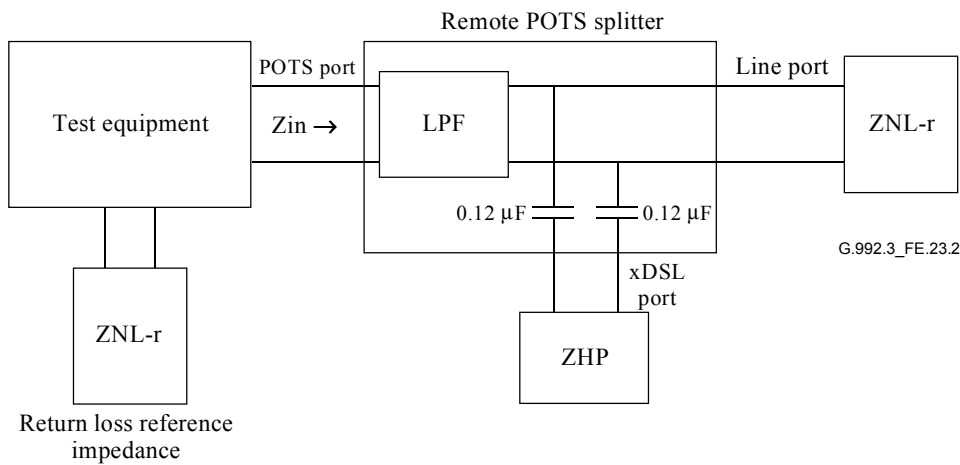 Remote POTS splitter
POTS port
Line port
Test equipment
Zin →
LPF
ZNL-r
0.12 µF
0.12 µF
G.992.3_FE.23.2
xDSL
port
ZNL-r
ZHP
Return loss reference
impedance